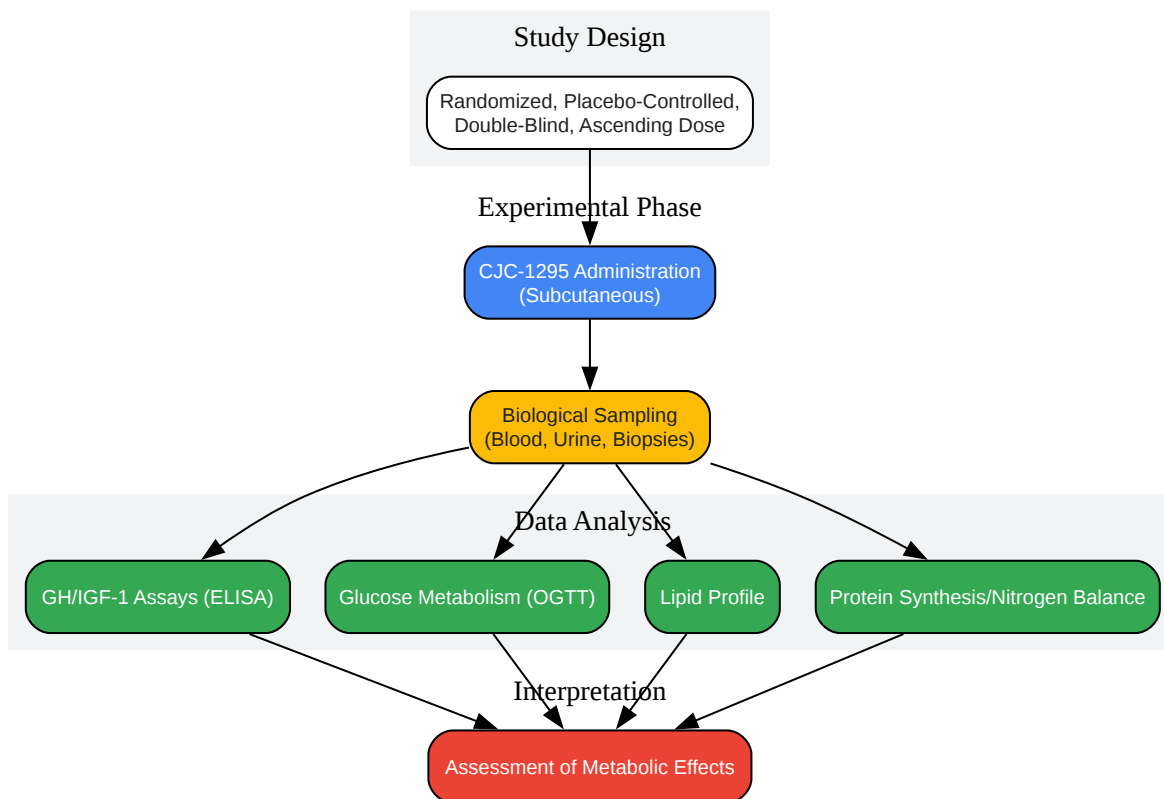 Study Design
Randomized, Placebo-Controlled,
Double-Blind, Ascending Dose
Experimental Phase
CJC-1295 Administration
(Subcutaneous)
Biological Sampling
(Blood, Urine, Biopsies)
Data Analysis
GH/IGF-1 Assays (ELISA)
Glucose Metabolism (OGTT)
Lipid Profile
Protein Synthesis/Nitrogen Balance
Interpretation
Assessment of Metabolic Effects